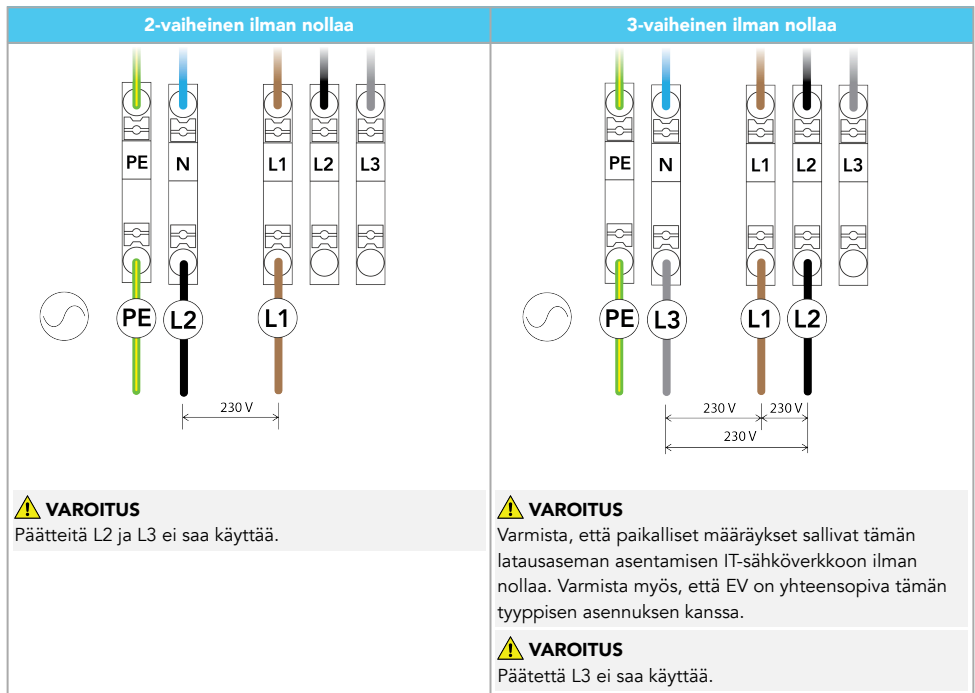 2-vaiheinen ilman nollaa
PE N L1 L2 L3
PE L2 L1
230 V
VAROITUS
Päätteitä L2 ja L3 ei saa käyttää.
3-vaiheinen ilman nollaa
PE N L1 L2 L3
PE L3 L1 L2
230 V 230 V
230 V
VAROITUS
Varmista, että paikalliset määräykset sallivat tämän
latausaseman asentamisen IT-sähköverkkoon ilman
nollaa. Varmista myös, että EV on yhteensopiva tämän
tyyppisen asennuksen kanssa.
VAROITUS
Päätettä L3 ei saa käyttää.